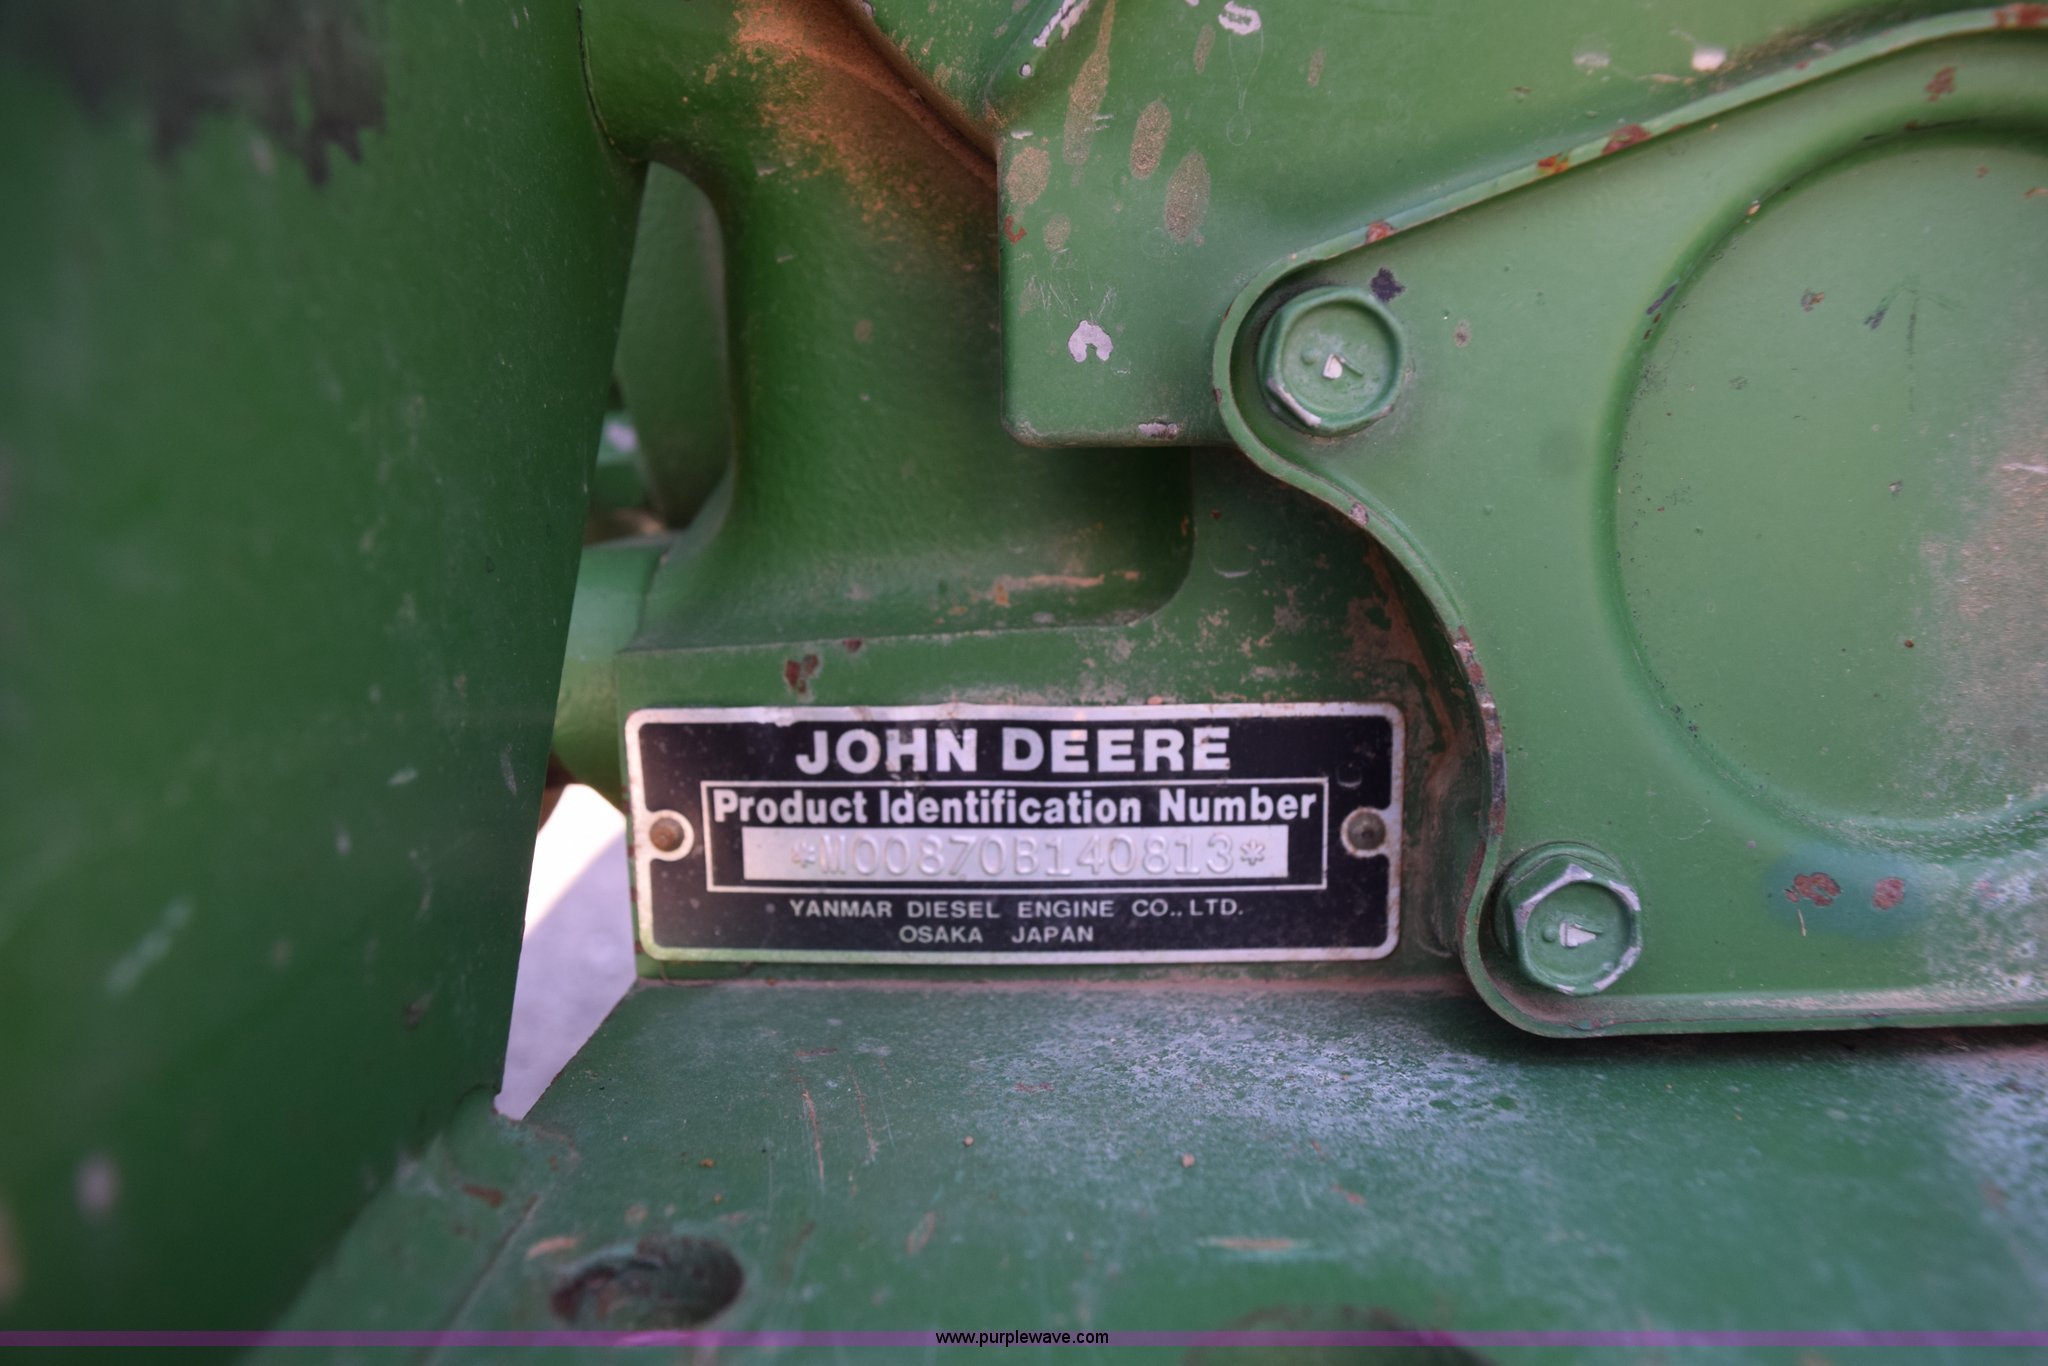 JOHN DEERE
Product Identification Number
*M00870B140813*
YANMAR DIESEL ENGINE CO., LTD.
OSAKA JAPAN
www.purplewave.com